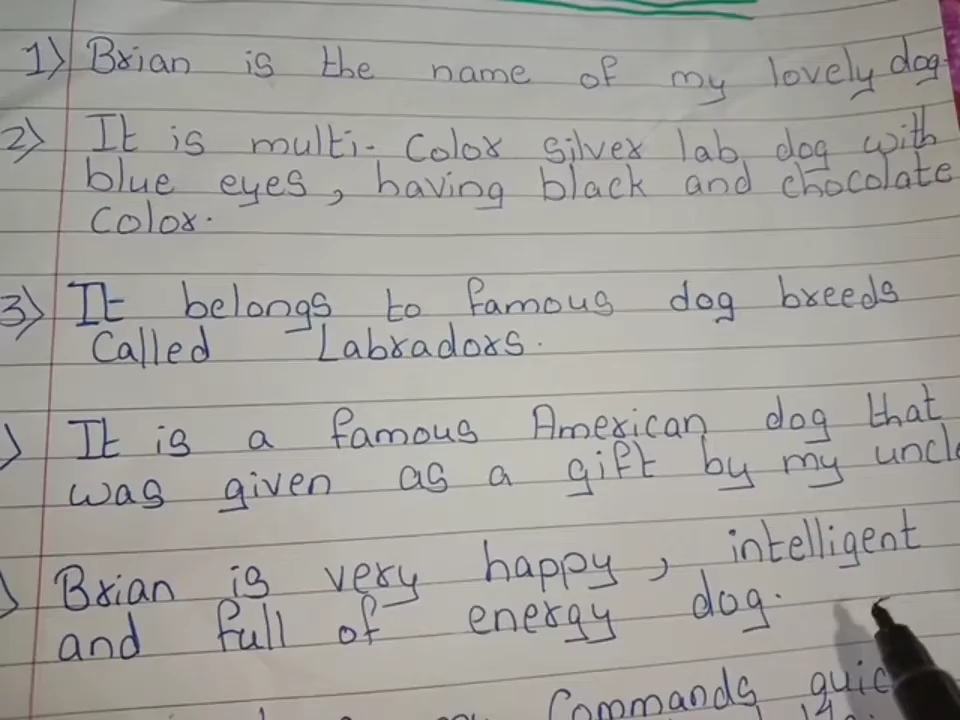 1) Brian is the name of my lovely dog.
2) It is multi-color silver lab dog with
blue eyes, having black and chocolate
color.
3) It belongs to famous dog breeds
called Labradors.
) It is a famous American dog that
was given as a gift by my uncle
) Brian is very happy, intelligent
and full of energy dog.
commands quic